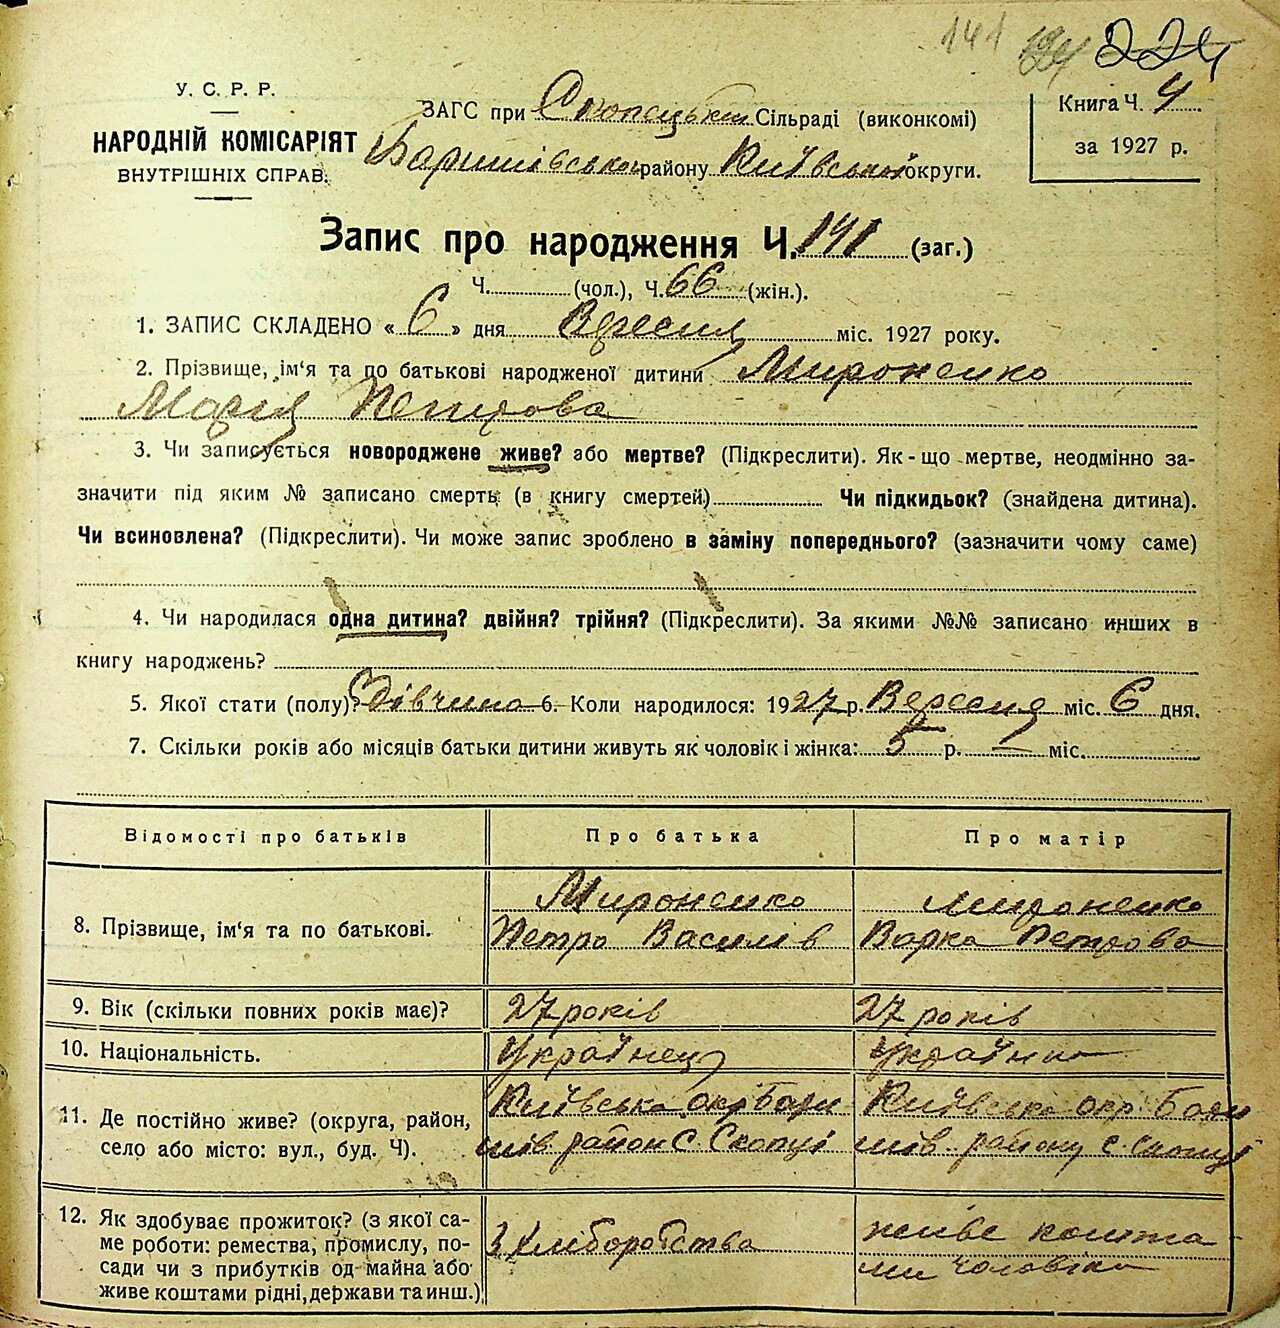 141 224
У. С. Р. Р.
НАРОДНІЙ КОМІСАРІЯТ
ВНУТРІШНІХ СПРАВ.
ЗАГС при Скопецькій Сільраді (виконкомі)
Баришівського району Київської округи.
Книга Ч. 4
за 1927 р.
Запис про народження Ч. 141 (заг.)
Ч. (чол.), Ч. 66 (жін.).
1. ЗАПИС СКЛАДЕНО « 6 » дня Вересня міс. 1927 року.
2. Прізвище, ім‘я та по батькові народженої дитини Мироненко
Марія Петрова
3. Чи записується новороджене живе? або мертве? (Підкреслити). Як-що мертве, неодмінно за-
значити під яким № записано смерть (в книгу смертей) Чи підкидьок? (знайдена дитина).
Чи всиновлена? (Підкреслити). Чи може запис зроблено в заміну попереднього? (зазначити чому саме)
4. Чи народилася одна дитина? двійня? трійня? (Підкреслити). За якими №№ записано инших в
книгу народжень?
5. Якої стати (полу)? Дівчина 6. Коли народилося: 1927 р. Вересня міс. 6 дня.
7. Скільки років або місяців батьки дитини живуть як чоловік і жінка: 5 р. — міс.
Відомості про батьків Про батька Про матір
8. Прізвище, ім‘я та по батькові.
Мироненко
Петро Василів
Мироненко
Варка Петрова
9. Вік (скільки повних років має)? 27 років 27 років
10. Національність. Українец Українка
11. Де постійно живе? (округа, район,
село або місто: вул., буд. Ч).
Київська окр Бари
шів район с. Скопці
Київська окр. Бари
шів. району с. Скопці
12. Як здобуває прожиток? (з якої са-
ме роботи: ремества, промислу, по-
сади чи з прибутків од майна або
живе коштами рідні, держави та инш.)
З Хліборобства
живе кошта-
ми чоловіка